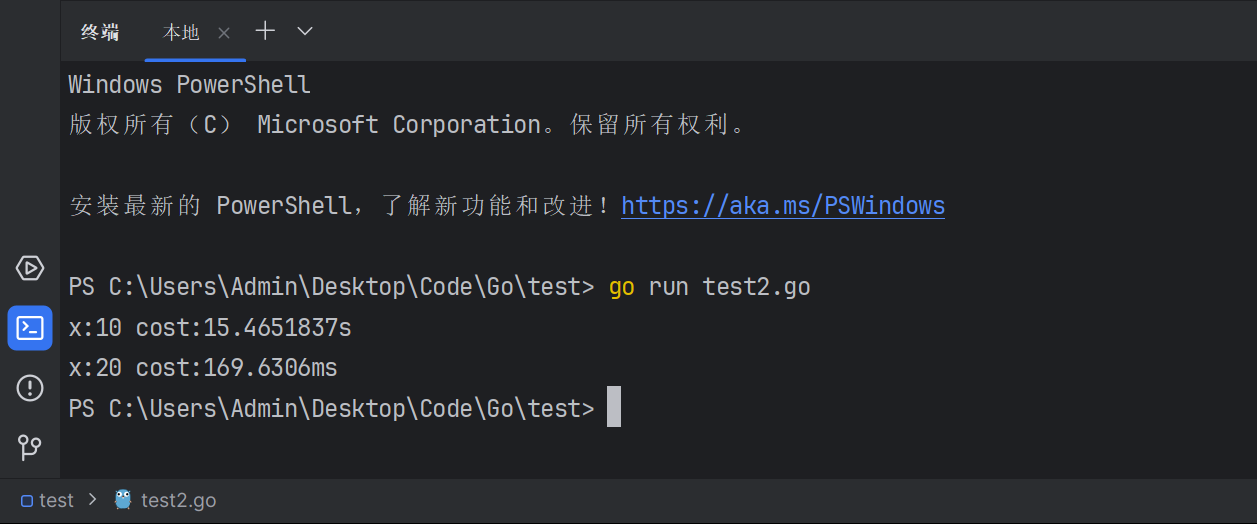 终端 本地
Windows PowerShell
版权所有（C） Microsoft Corporation。保留所有权利。
安装最新的 PowerShell，了解新功能和改进！https://aka.ms/PSWindows
PS C:\Users\Admin\Desktop\Code\Go\test> go run test2.go
x:10 cost:15.4651837s
x:20 cost:169.6306ms
PS C:\Users\Admin\Desktop\Code\Go\test>
test > test2.go